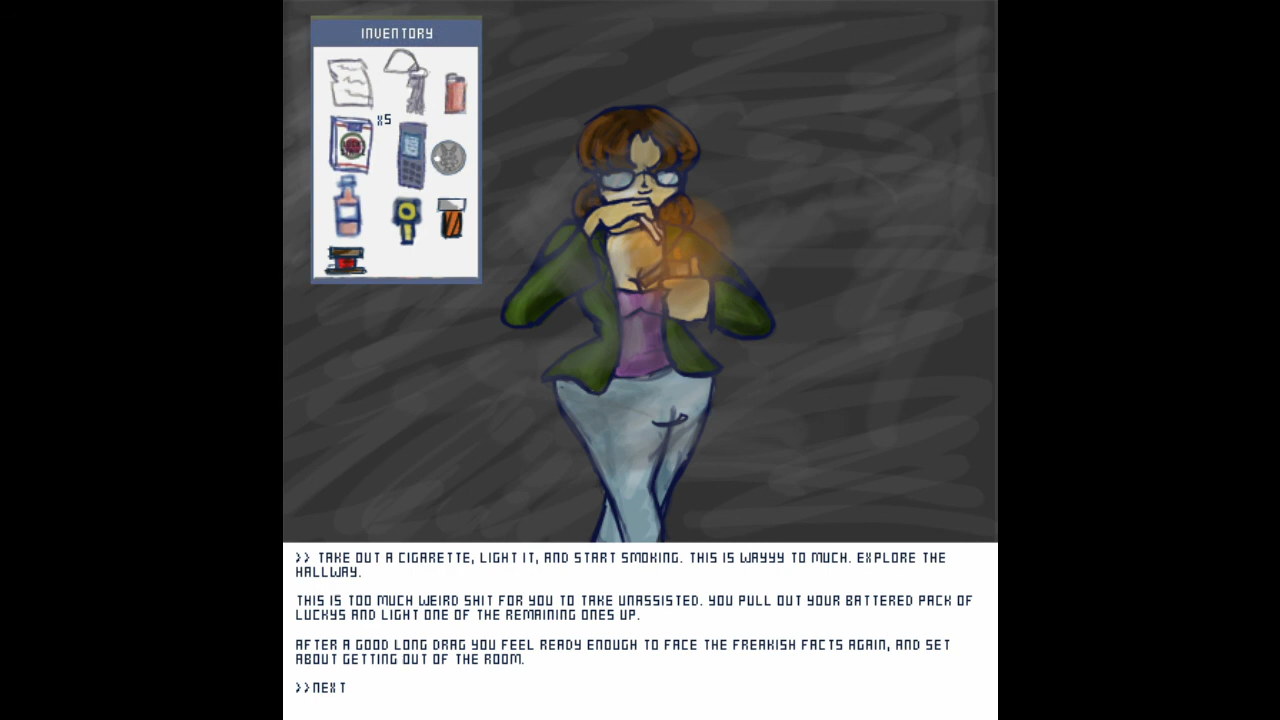 INVENTORY
X5
>> TAKE OUT A CIGARETTE, LIGHT IT, AND START SMOKING. THIS IS WAYYY TO MUCH. EXPLORE THE
HALLWAY.
THIS IS TOO MUCH WEIRD SHIT FOR YOU TO TAKE UNASSISTED. YOU PULL OUT YOUR BATTERED PACK OF
LUCKYS AND LIGHT ONE OF THE REMAINING ONES UP.
AFTER A GOOD LONG DRAG YOU FEEL READY ENOUGH TO FACE THE FREAKISH FACTS AGAIN, AND SET
ABOUT GETTING OUT OF THE ROOM.
>>NEXT